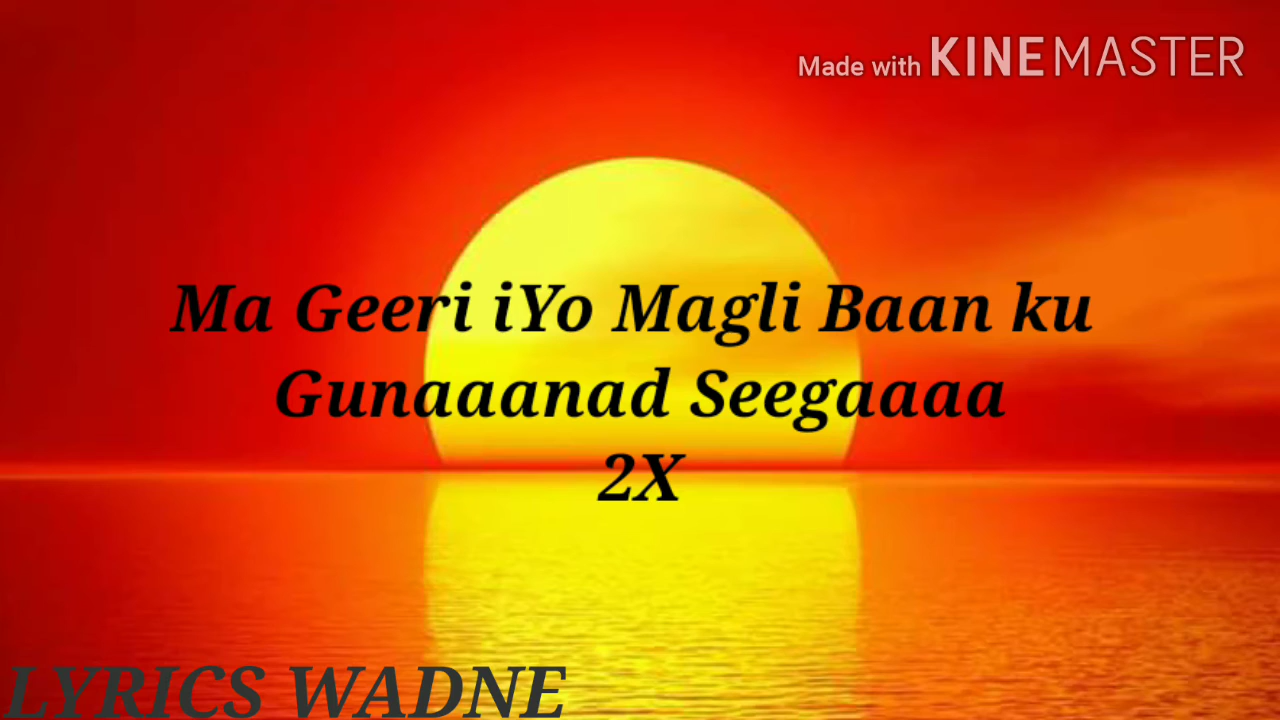 Made with KINEMASTER
Ma Geeri iYo Magli Baan ku
Gunaaanad Seegaaaa
2X
LYRICS WADNE